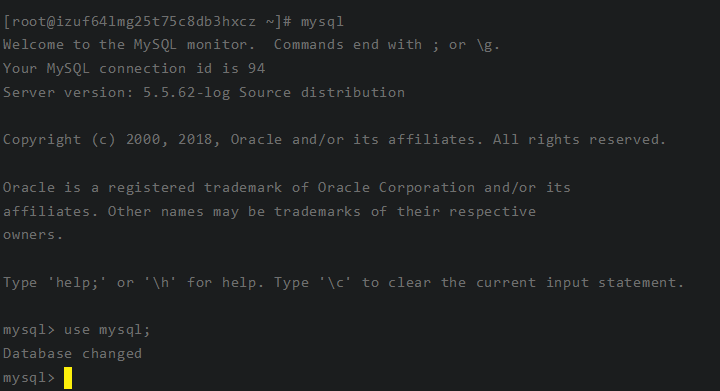 [root@izuf64lmg25t75c8db3hxcz ~]# mysql
Welcome to the MySQL monitor.  Commands end with ; or \g.
Your MySQL connection id is 94
Server version: 5.5.62-log Source distribution
Copyright (c) 2000, 2018, Oracle and/or its affiliates. All rights reserved.
Oracle is a registered trademark of Oracle Corporation and/or its
affiliates. Other names may be trademarks of their respective
owners.
Type 'help;' or '\h' for help. Type '\c' to clear the current input statement.
mysql> use mysql;
Database changed
mysql>